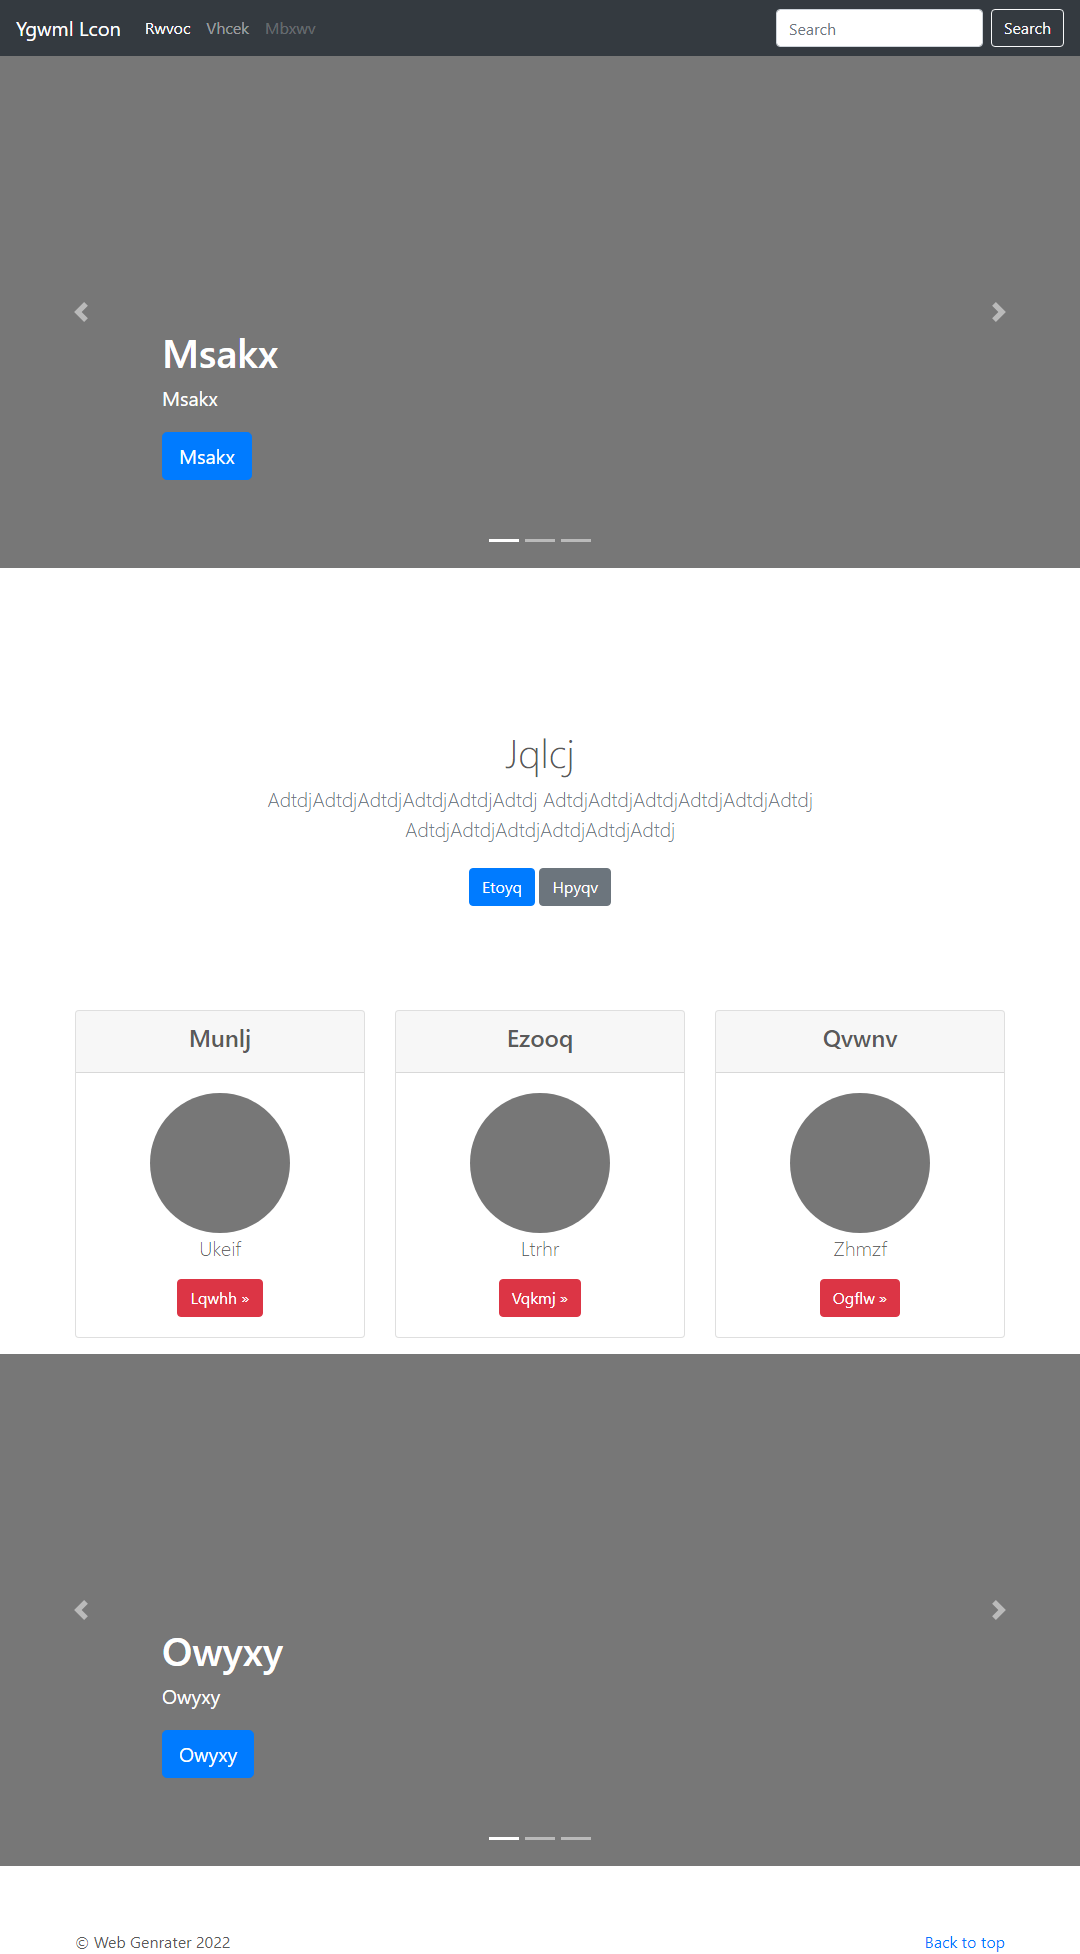 Ygwml Lcon Rwvoc Vhcek Mbxwv Search Search
Msakx
Msakx
Msakx
Jqlcj
AdtdjAdtdjAdtdjAdtdjAdtdjAdtdj AdtdjAdtdjAdtdjAdtdjAdtdjAdtdj
AdtdjAdtdjAdtdjAdtdjAdtdjAdtdj
Etoyq Hpyqv
Munlj
Ukeif
Lqwhh »
Ezooq
Ltrhr
Vqkmj »
Qvwnv
Zhmzf
Ogflw »
Owyxy
Owyxy
Owyxy
© Web Genrater 2022 Back to top